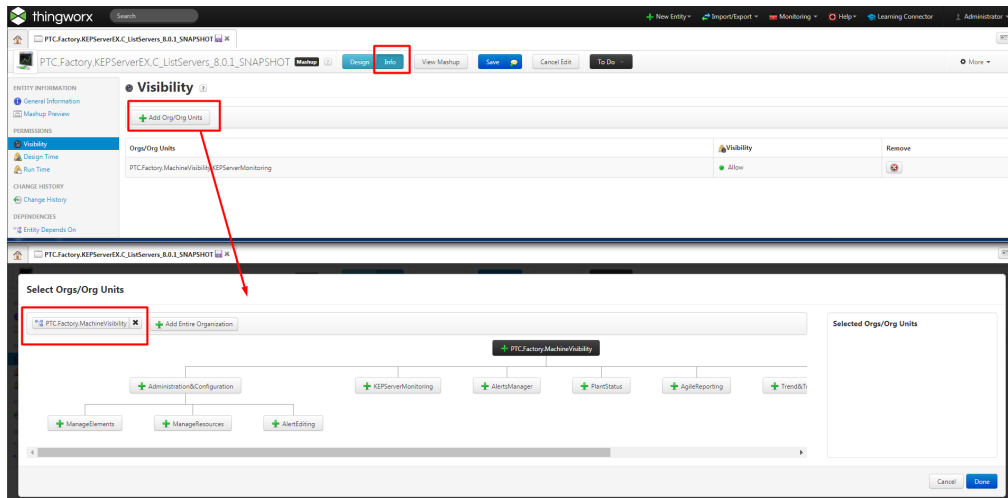 thingworx
Search
New Entity
Import/Export
Monitoring
Help
Learning Connector
Administrator
PTC.Factory.KEPServerEX.C_ListServers_8.0.1_SNAPSHOT
PTC.Factory.KEPServerEX.C_ListServers_8.0.1_SNAPSHOT Mashup
Design Info View Mashup Save Cancel Edit To Do More
ENTITY INFORMATION
General Information
Mashup Preview
PERMISSIONS
Visibility
Design Time
Run Time
CHANGE HISTORY
Change History
DEPENDENCIES
Entity Depends On
Visibility
Add Org/Org Units
Orgs/Org Units Visibility Remove
PTC.Factory.MachineVisibility:KEPServerMonitoring Allow
PTC.Factory.KEPServerEX.C_ListServers_8.0.1_SNAPSHOT
Select Orgs/Org Units
PTC.Factory.MachineVisibility Add Entire Organization
Selected Orgs/Org Units
PTC.Factory.MachineVisibility
Administration&Configuration KEPServerMonitoring AlertsManager PlantStatus AgileReporting Trend&Tr
ManageElements ManageResources AlertEditing
Cancel Done